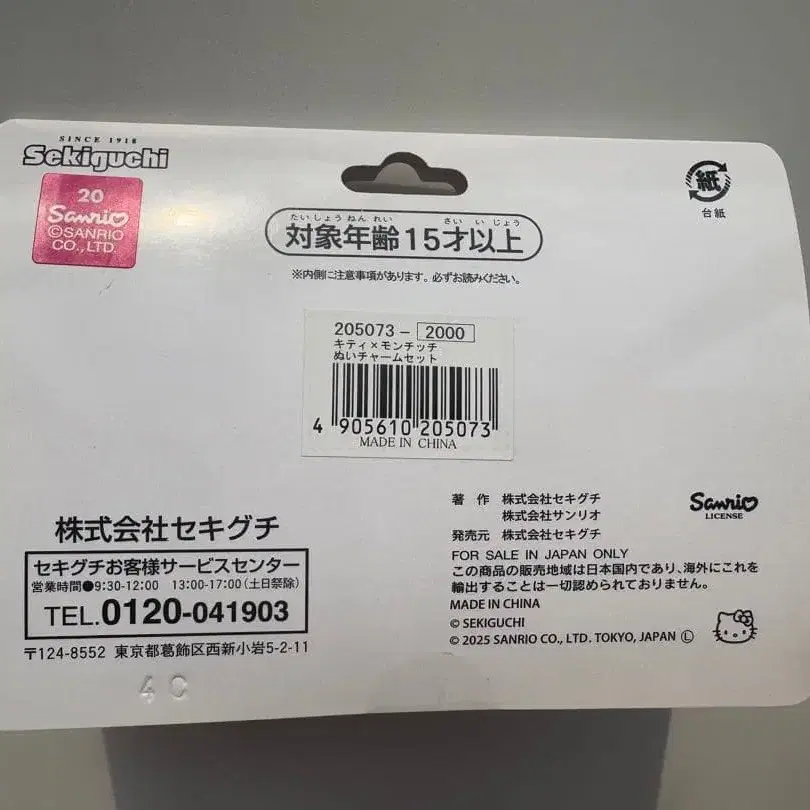 SINCE 1918
Sekiguchi
20
Sanrio
©SANRIO
CO., LTD.
たいしょうねんれい さい いじょう
対象年齢15才以上
※内側に注意事項があります。必ずお読みください。
紙
台紙
205073- 2000
キティ×モンチッチ
ぬいチャームセット
4 905610 205073
MADE IN CHINA
株式会社セキグチ
セキグチお客様サービスセンター
営業時間●9:30-12:00 13:00-17:00(土日祭除)
TEL.0120-041903
〒124-8552 東京都葛飾区西新小岩5-2-11
著 作 株式会社セキグチ
株式会社サンリオ
発売元 株式会社セキグチ
Sanrio
LICENSE
FOR SALE IN JAPAN ONLY
この商品の販売地域は日本国内であり、海外にこれを
輸出することは一切認められておりません。
MADE IN CHINA
© SEKIGUCHI
© 2025 SANRIO CO., LTD. TOKYO, JAPAN Ⓛ
4C